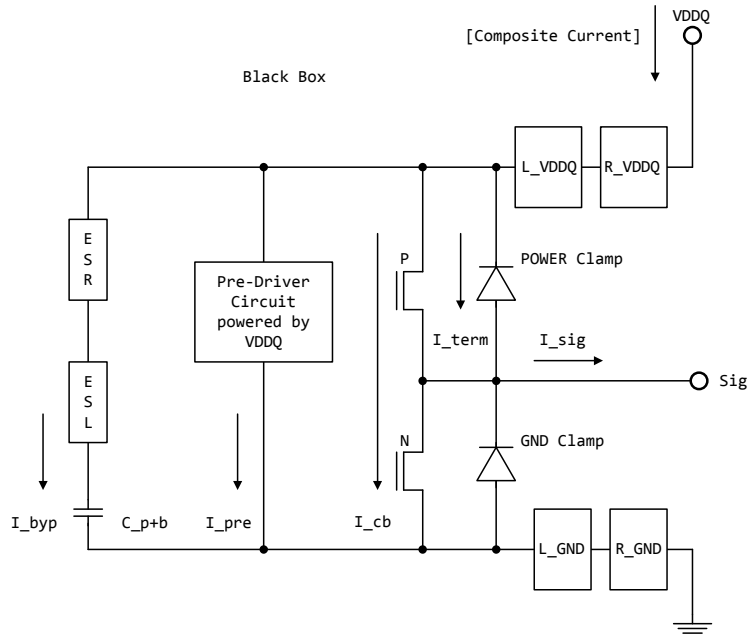 VDDQ
[Composite Current]
Black Box
L_VDDQ
R_VDDQ
E
S
R
P
POWER Clamp
Pre-Driver
Circuit
powered by
VDDQ
I_term
I_sig
Sig
E
S
L
N
GND Clamp
I_byp
C_p+b
I_pre
I_cb
L_GND
R_GND